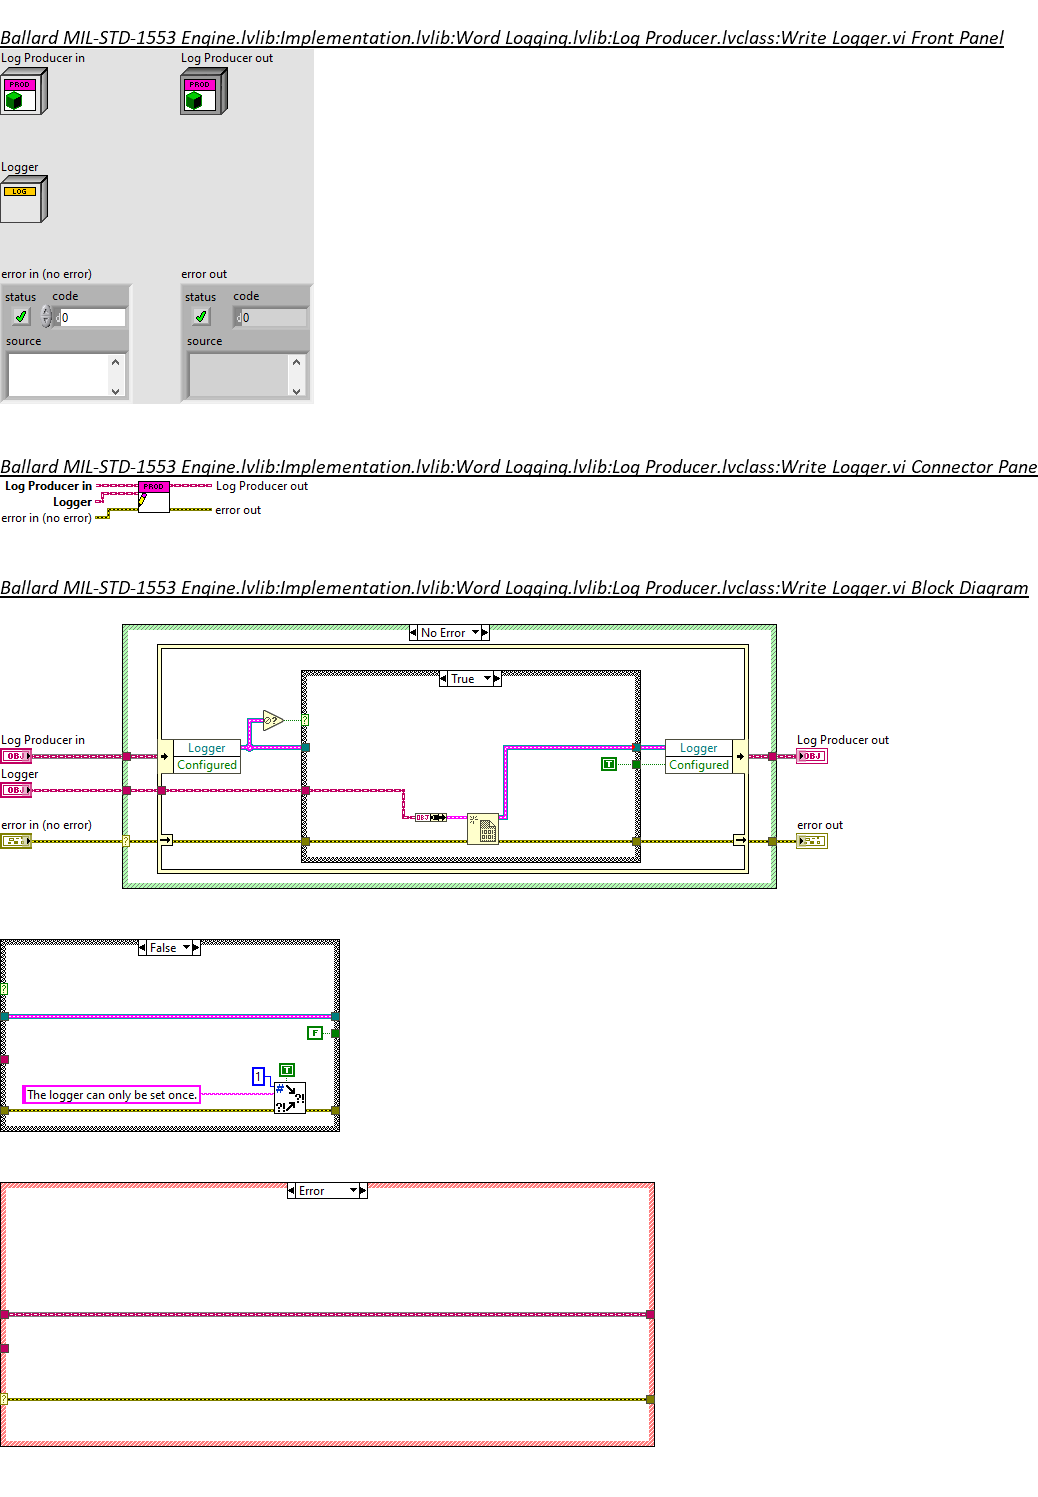 Ballard MIL-STD-1553 Engine.lvlib:Implementation.lvlib:Word Logging.lvlib:Log Producer.lvclass:Write Logger.vi Front Panel
Log Producer in
Log Producer out
PROD
PROD
Logger
LOG
error in (no error)
error out
status
code
status
code
d0
d0
source
source
Ballard MIL-STD-1553 Engine.lvlib:Implementation.lvlib:Word Logging.lvlib:Log Producer.lvclass:Write Logger.vi Connector Pane
Log Producer in
PROD
Log Producer out
Logger
error in (no error)
error out
Ballard MIL-STD-1553 Engine.lvlib:Implementation.lvlib:Word Logging.lvlib:Log Producer.lvclass:Write Logger.vi Block Diagram
No Error
True
?
?
Log Producer in
OBJ
Logger
Configured
Logger
Configured
Log Producer out
OBJ
T
Logger
OBJ
OBJ
error in (no error)
?
error out
False
?
F
T
1
#
?!
?!
The logger can only be set once.
Error
?